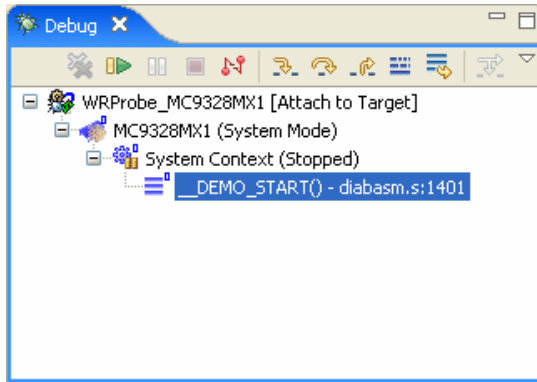 Debug
WRProbe_MC9328MX1 [Attach to Target]
MC9328MX1 (System Mode)
System Context (Stopped)
__DEMO_START() - diabasm.s:1401